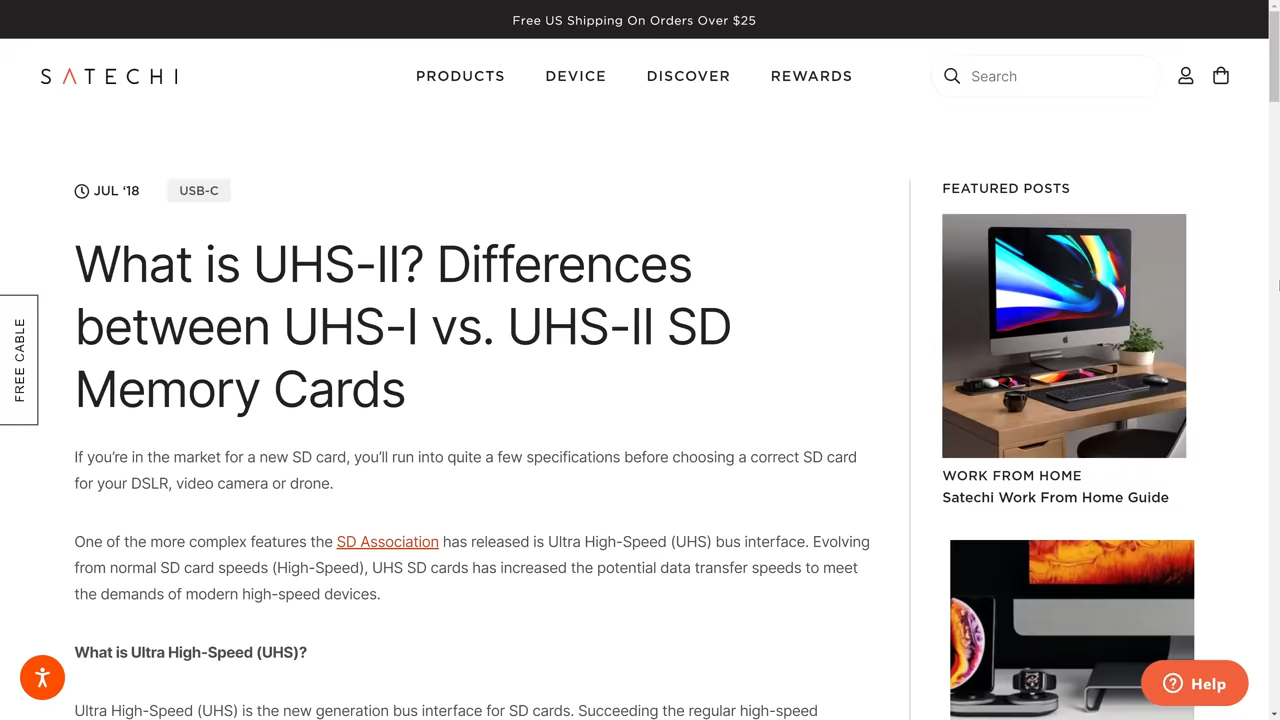 Free US Shipping On Orders Over $25
SATECHI
PRODUCTS
DEVICE
DISCOVER
REWARDS
Search
JUL ‘18
USB-C
What is UHS-II? Differences
between UHS-I vs. UHS-II SD
Memory Cards
If you’re in the market for a new SD card, you’ll run into quite a few specifications before choosing a correct SD card
for your DSLR, video camera or drone.
One of the more complex features the SD Association has released is Ultra High-Speed (UHS) bus interface. Evolving
from normal SD card speeds (High-Speed), UHS SD cards has increased the potential data transfer speeds to meet
the demands of modern high-speed devices.
What is Ultra High-Speed (UHS)?
Ultra High-Speed (UHS) is the new generation bus interface for SD cards. Succeeding the regular high-speed
FREE CABLE
FEATURED POSTS
WORK FROM HOME
Satechi Work From Home Guide
Help